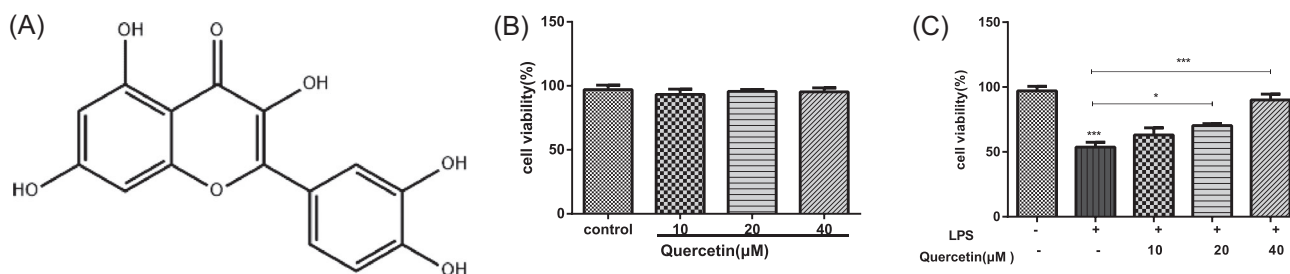 (A)
OH
O
OH
HO
O
OH
OH
(B)
150
100
50
0
cell viability(%)
control 10 20 40
Quercetin(μM)
(C)
150
100
50
0
cell viability(%)
***
*
***
LPS - + + + +
Quercetin(μM ) - - 10 20 40